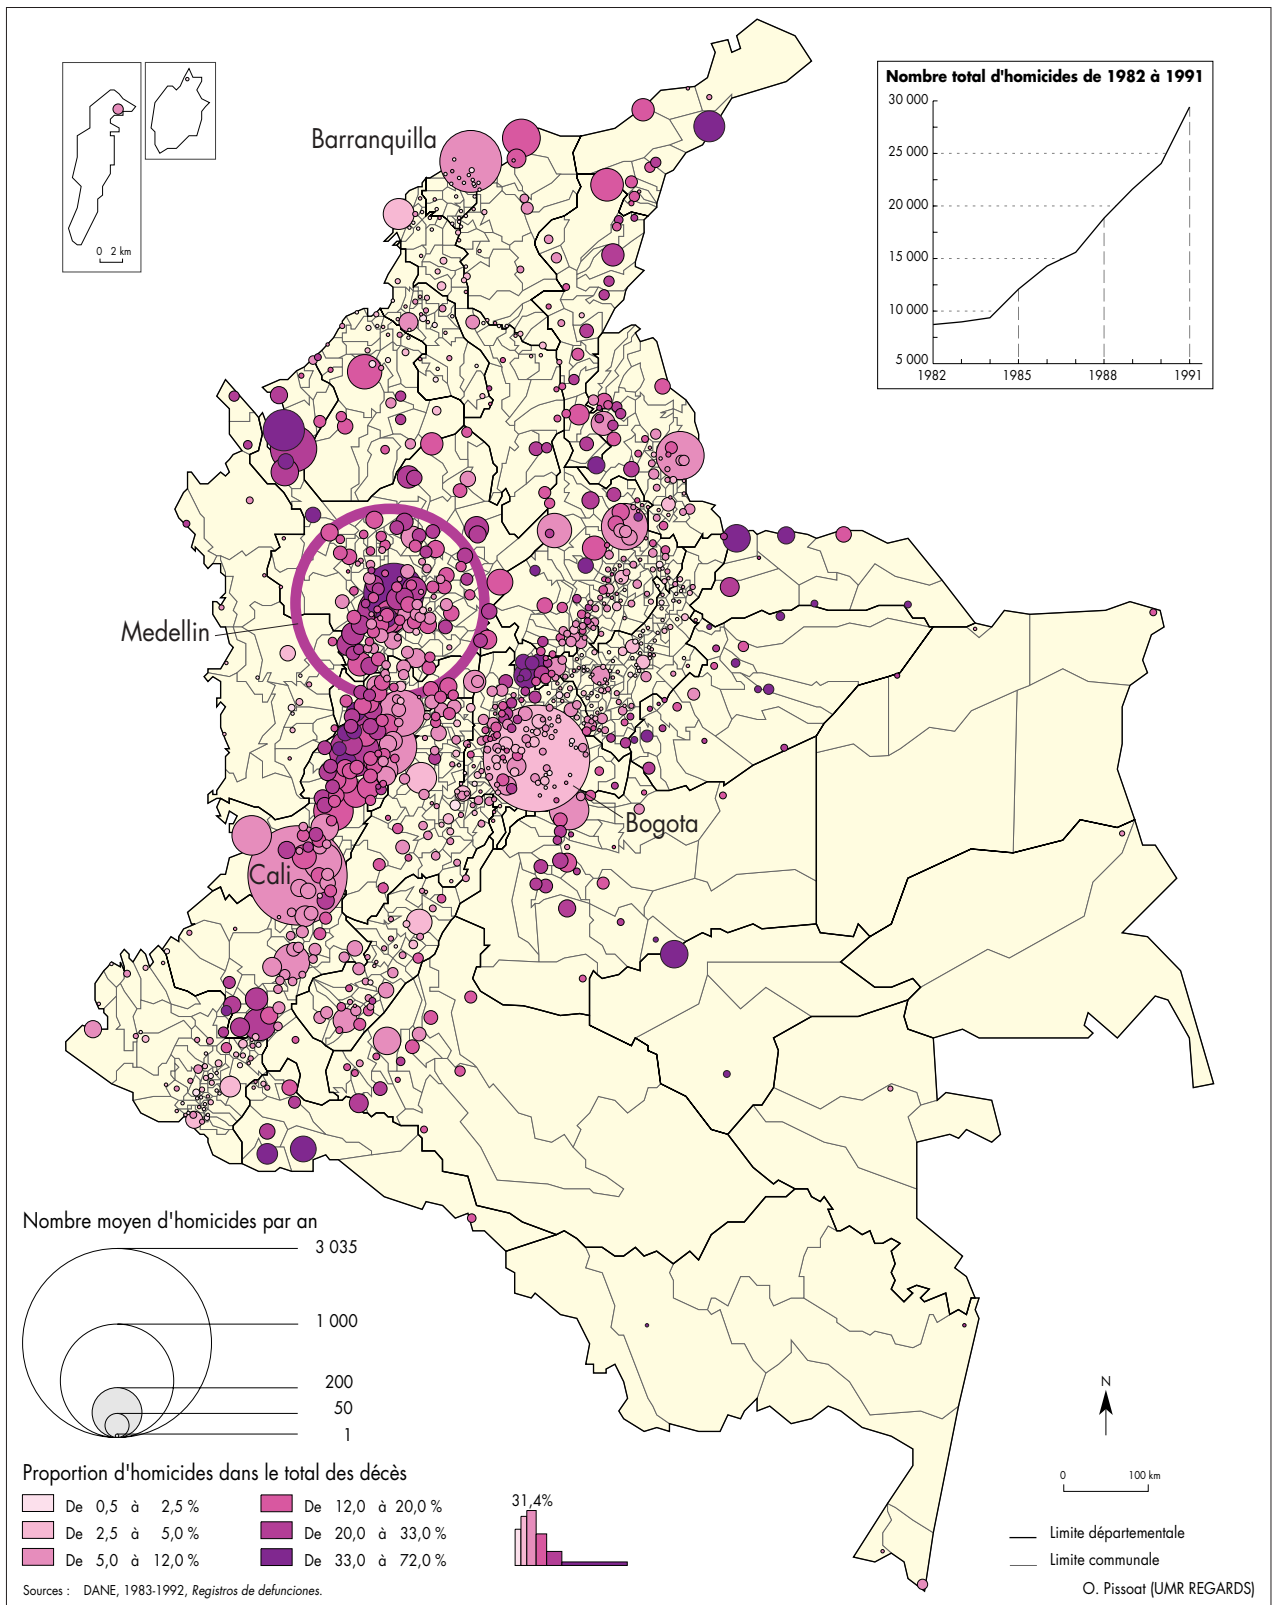 Nombre total d'homicides de 1982 à 1991
30 000
25 000
20 000
15 000
10 000
5 000
1982
1985
1988
1991
0 2 km
Barranquilla
Medellin
Bogota
Cali
Nombre moyen d'homicides par an
3 035
1 000
200
50
1
Proportion d'homicides dans le total des décès
De 0,5 à 2,5 %
De 2,5 à 5,0 %
De 5,0 à 12,0 %
De 12,0 à 20,0 %
De 20,0 à 33,0 %
De 33,0 à 72,0 %
31,4%
N
0 100 km
Limite départementale
Limite communale
Sources : DANE, 1983-1992, Registros de defunciones.
O. Pissoat (UMR REGARDS)